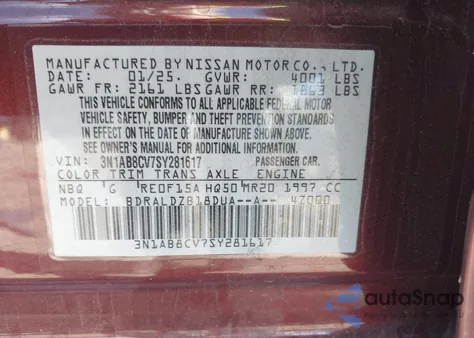 MANUFACTURED BY NISSAN MOTOR CO., LTD.
DATE: 01/25. GVWR: 4001 LBS
GAWR FR: 2161 LBS GAWR RR: 1863 LBS
THIS VEHICLE CONFORMS TO ALL APPLICABLE FEDERAL MOTOR
VEHICLE SAFETY, BUMPER AND THEFT PREVENTION STANDARDS
IN EFFECT ON THE DATE OF MANUFACTURE SHOWN ABOVE.
SEE OWNER'S MANUAL FOR ADDITIONAL INFORMATION.
VIN: 3N1AB8CV7SY281617 PASSENGER CAR.
COLOR TRIM TRANS AXLE ENGINE
NBQ G RE0F15A HQ50 MR20 1997 CC
MODEL: BDRALDZB18DUA--A-- 4Z000
3N1AB8CV7SY281617
autoSnap